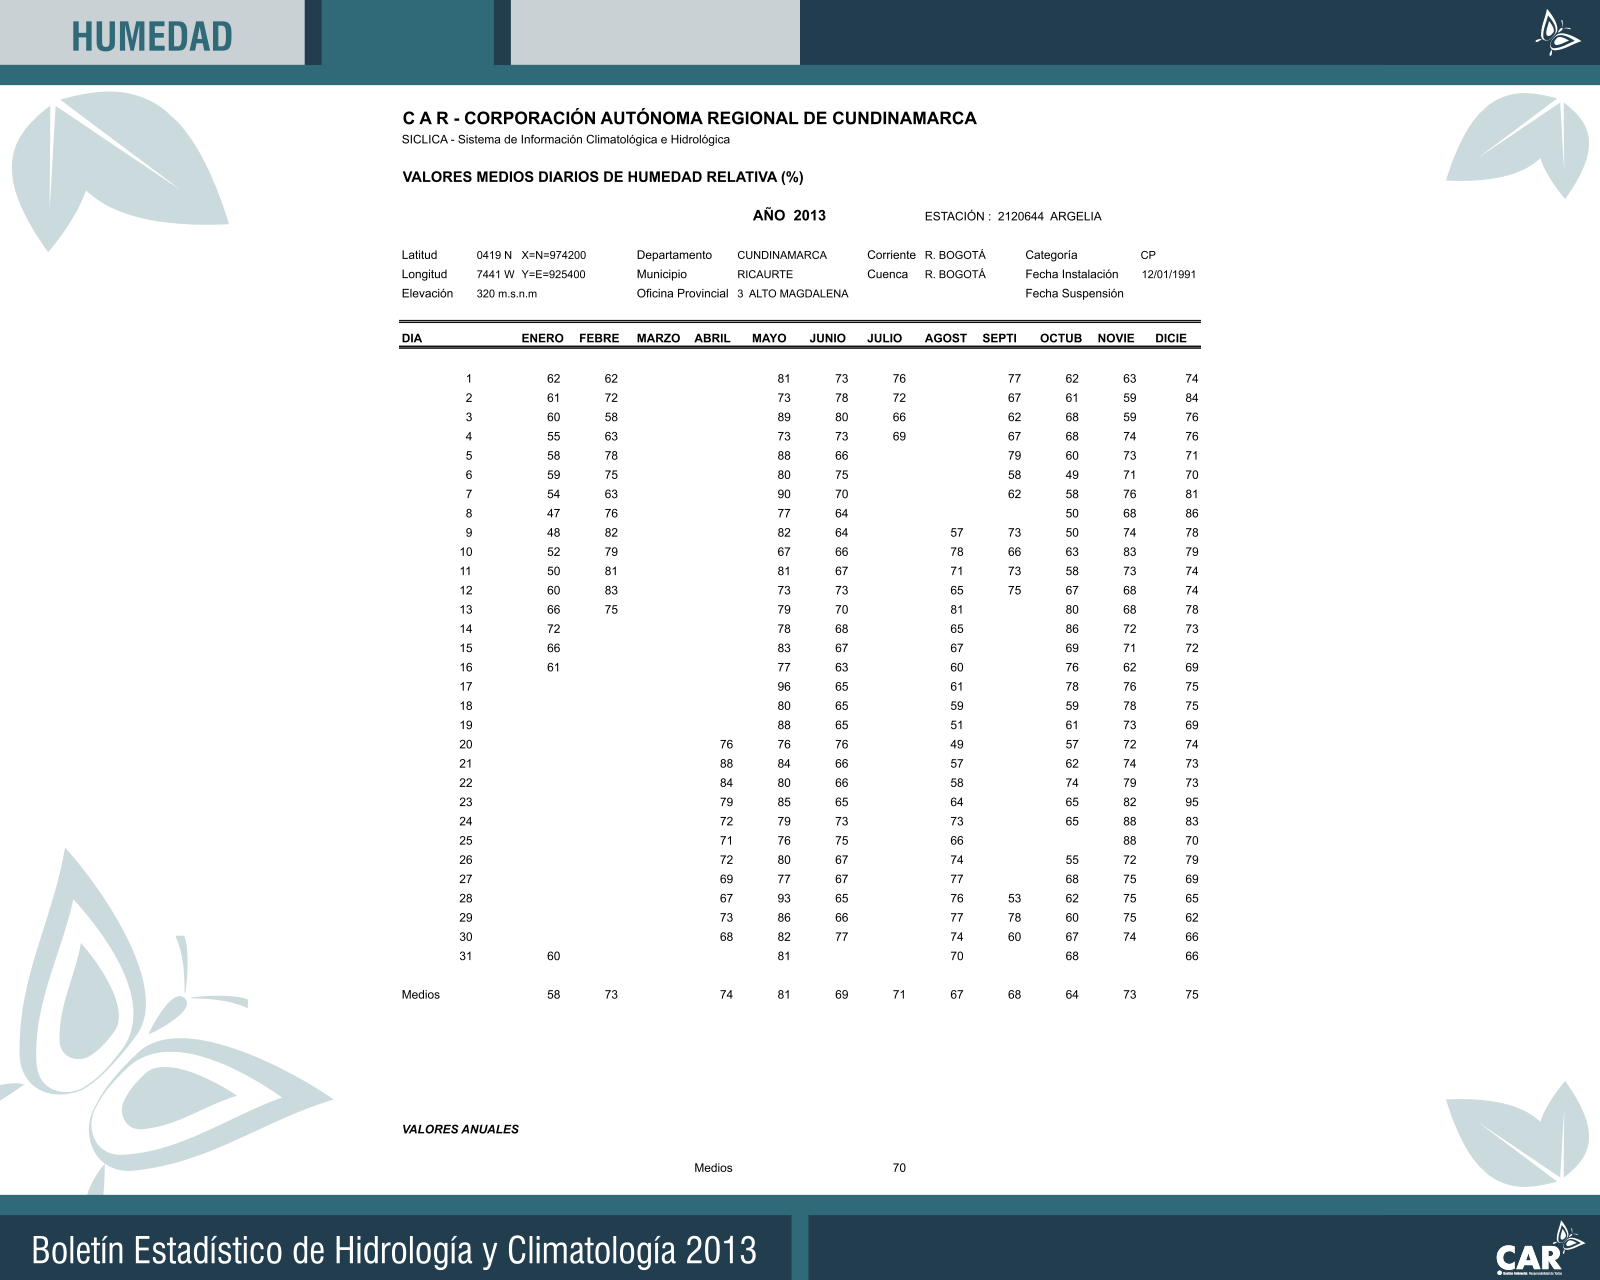 HUMEDAD
C A R - CORPORACIÓN AUTÓNOMA REGIONAL DE CUNDINAMARCA
SICLICA - Sistema de Información Climatológica e Hidrológica
VALORES MEDIOS DIARIOS DE HUMEDAD RELATIVA (%)
AÑO 2013 ESTACIÓN : 2120644 ARGELIA
Latitud 0419 N X=N=974200 Departamento CUNDINAMARCA Corriente R. BOGOTÁ Categoría CP
Longitud 7441 W Y=E=925400 Municipio RICAURTE Cuenca R. BOGOTÁ Fecha Instalación 12/01/1991
Elevación 320 m.s.n.m Oficina Provincial 3 ALTO MAGDALENA Fecha Suspensión
DIA ENERO FEBRE MARZO ABRIL MAYO JUNIO JULIO AGOST SEPTI OCTUB NOVIE DICIE
1 62 62 81 73 76 77 62 63 74
2 61 72 73 78 72 67 61 59 84
3 60 58 89 80 66 62 68 59 76
4 55 63 73 73 69 67 68 74 76
5 58 78 88 66 79 60 73 71
6 59 75 80 75 58 49 71 70
7 54 63 90 70 62 58 76 81
8 47 76 77 64 50 68 86
9 48 82 82 64 57 73 50 74 78
10 52 79 67 66 78 66 63 83 79
11 50 81 81 67 71 73 58 73 74
12 60 83 73 73 65 75 67 68 74
13 66 75 79 70 81 80 68 78
14 72 78 68 65 86 72 73
15 66 83 67 67 69 71 72
16 61 77 63 60 76 62 69
17 96 65 61 78 76 75
18 80 65 59 59 78 75
19 88 65 51 61 73 69
20 76 76 76 49 57 72 74
21 88 84 66 57 62 74 73
22 84 80 66 58 74 79 73
23 79 85 65 64 65 82 95
24 72 79 73 73 65 88 83
25 71 76 75 66 88 70
26 72 80 67 74 55 72 79
27 69 77 67 77 68 75 69
28 67 93 65 76 53 62 75 65
29 73 86 66 77 78 60 75 62
30 68 82 77 74 60 67 74 66
31 60 81 70 68 66
Medios 58 73 74 81 69 71 67 68 64 73 75
VALORES ANUALES
Medios 70
Boletín Estadístico de Hidrología y Climatología 2013
CAR